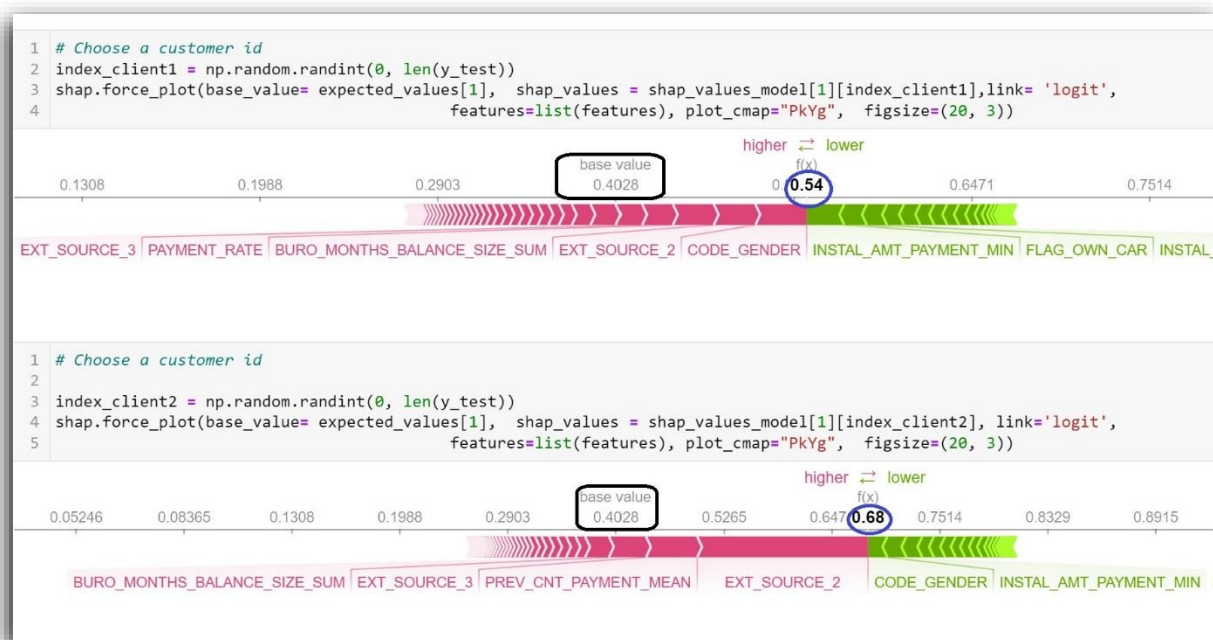 1 # Choose a customer id
2 index_client1 = np.random.randint(0, len(y_test))
3 shap.force_plot(base_value= expected_values[1],  shap_values = shap_values_model[1][index_client1],link= 'logit',
4 features=list(features), plot_cmap="PkYg",  figsize=(20, 3))
higher ⇄ lower
base value f(x)
0.1308 0.1988 0.2903 0.4028 0.54 0.6471 0.7514
EXT_SOURCE_3 PAYMENT_RATE BURO_MONTHS_BALANCE_SIZE_SUM EXT_SOURCE_2 CODE_GENDER INSTAL_AMT_PAYMENT_MIN FLAG_OWN_CAR INSTAL_
1 # Choose a customer id
2
3 index_client2 = np.random.randint(0, len(y_test))
4 shap.force_plot(base_value= expected_values[1],  shap_values = shap_values_model[1][index_client2], link='logit',
5 features=list(features), plot_cmap="PkYg",  figsize=(20, 3))
higher ⇄ lower
base value f(x)
0.05246 0.08365 0.1308 0.1988 0.2903 0.4028 0.5265 0.647 0.68 0.7514 0.8329 0.8915
BURO_MONTHS_BALANCE_SIZE_SUM EXT_SOURCE_3 PREV_CNT_PAYMENT_MEAN EXT_SOURCE_2 CODE_GENDER INSTAL_AMT_PAYMENT_MIN